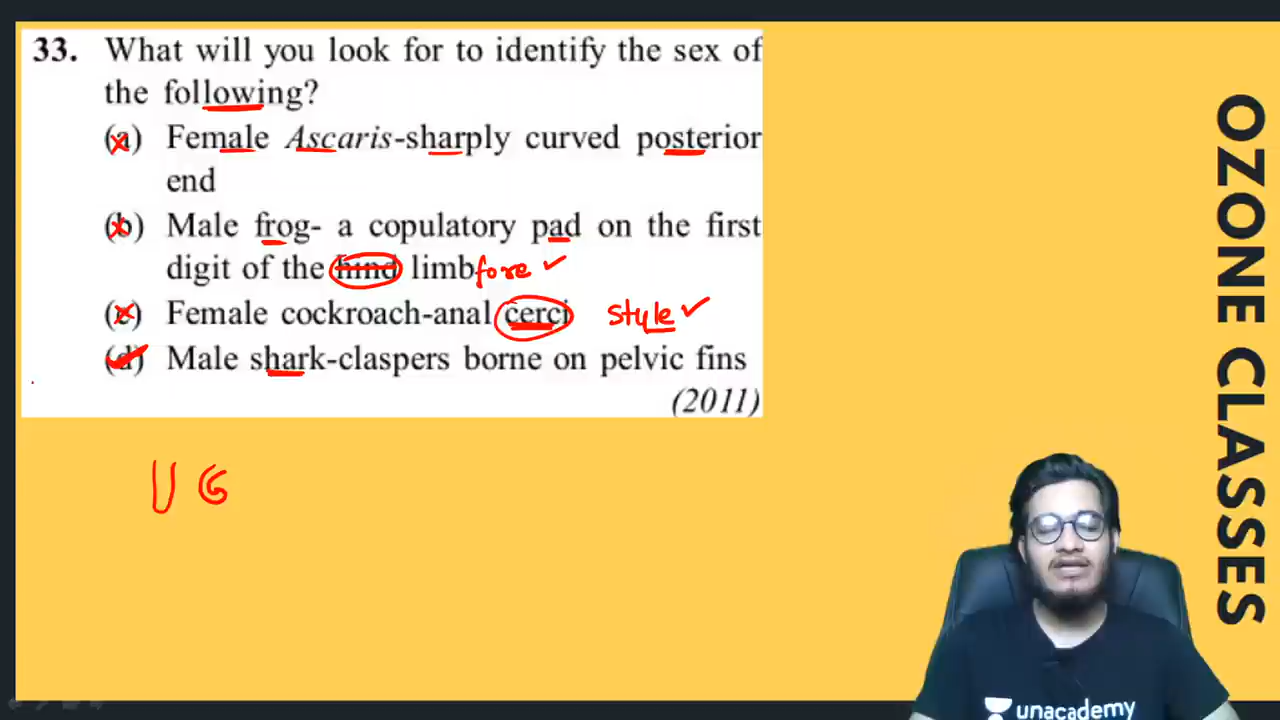 33. What will you look for to identify the sex of
the following?
(a) Female Ascaris-sharply curved posterior
end
(b) Male frog- a copulatory pad on the first
digit of the hind limb fore ✓
(c) Female cockroach-anal cerci style ✓
(d) Male shark-claspers borne on pelvic fins
(2011)
OZONE CLASSES
unacademy